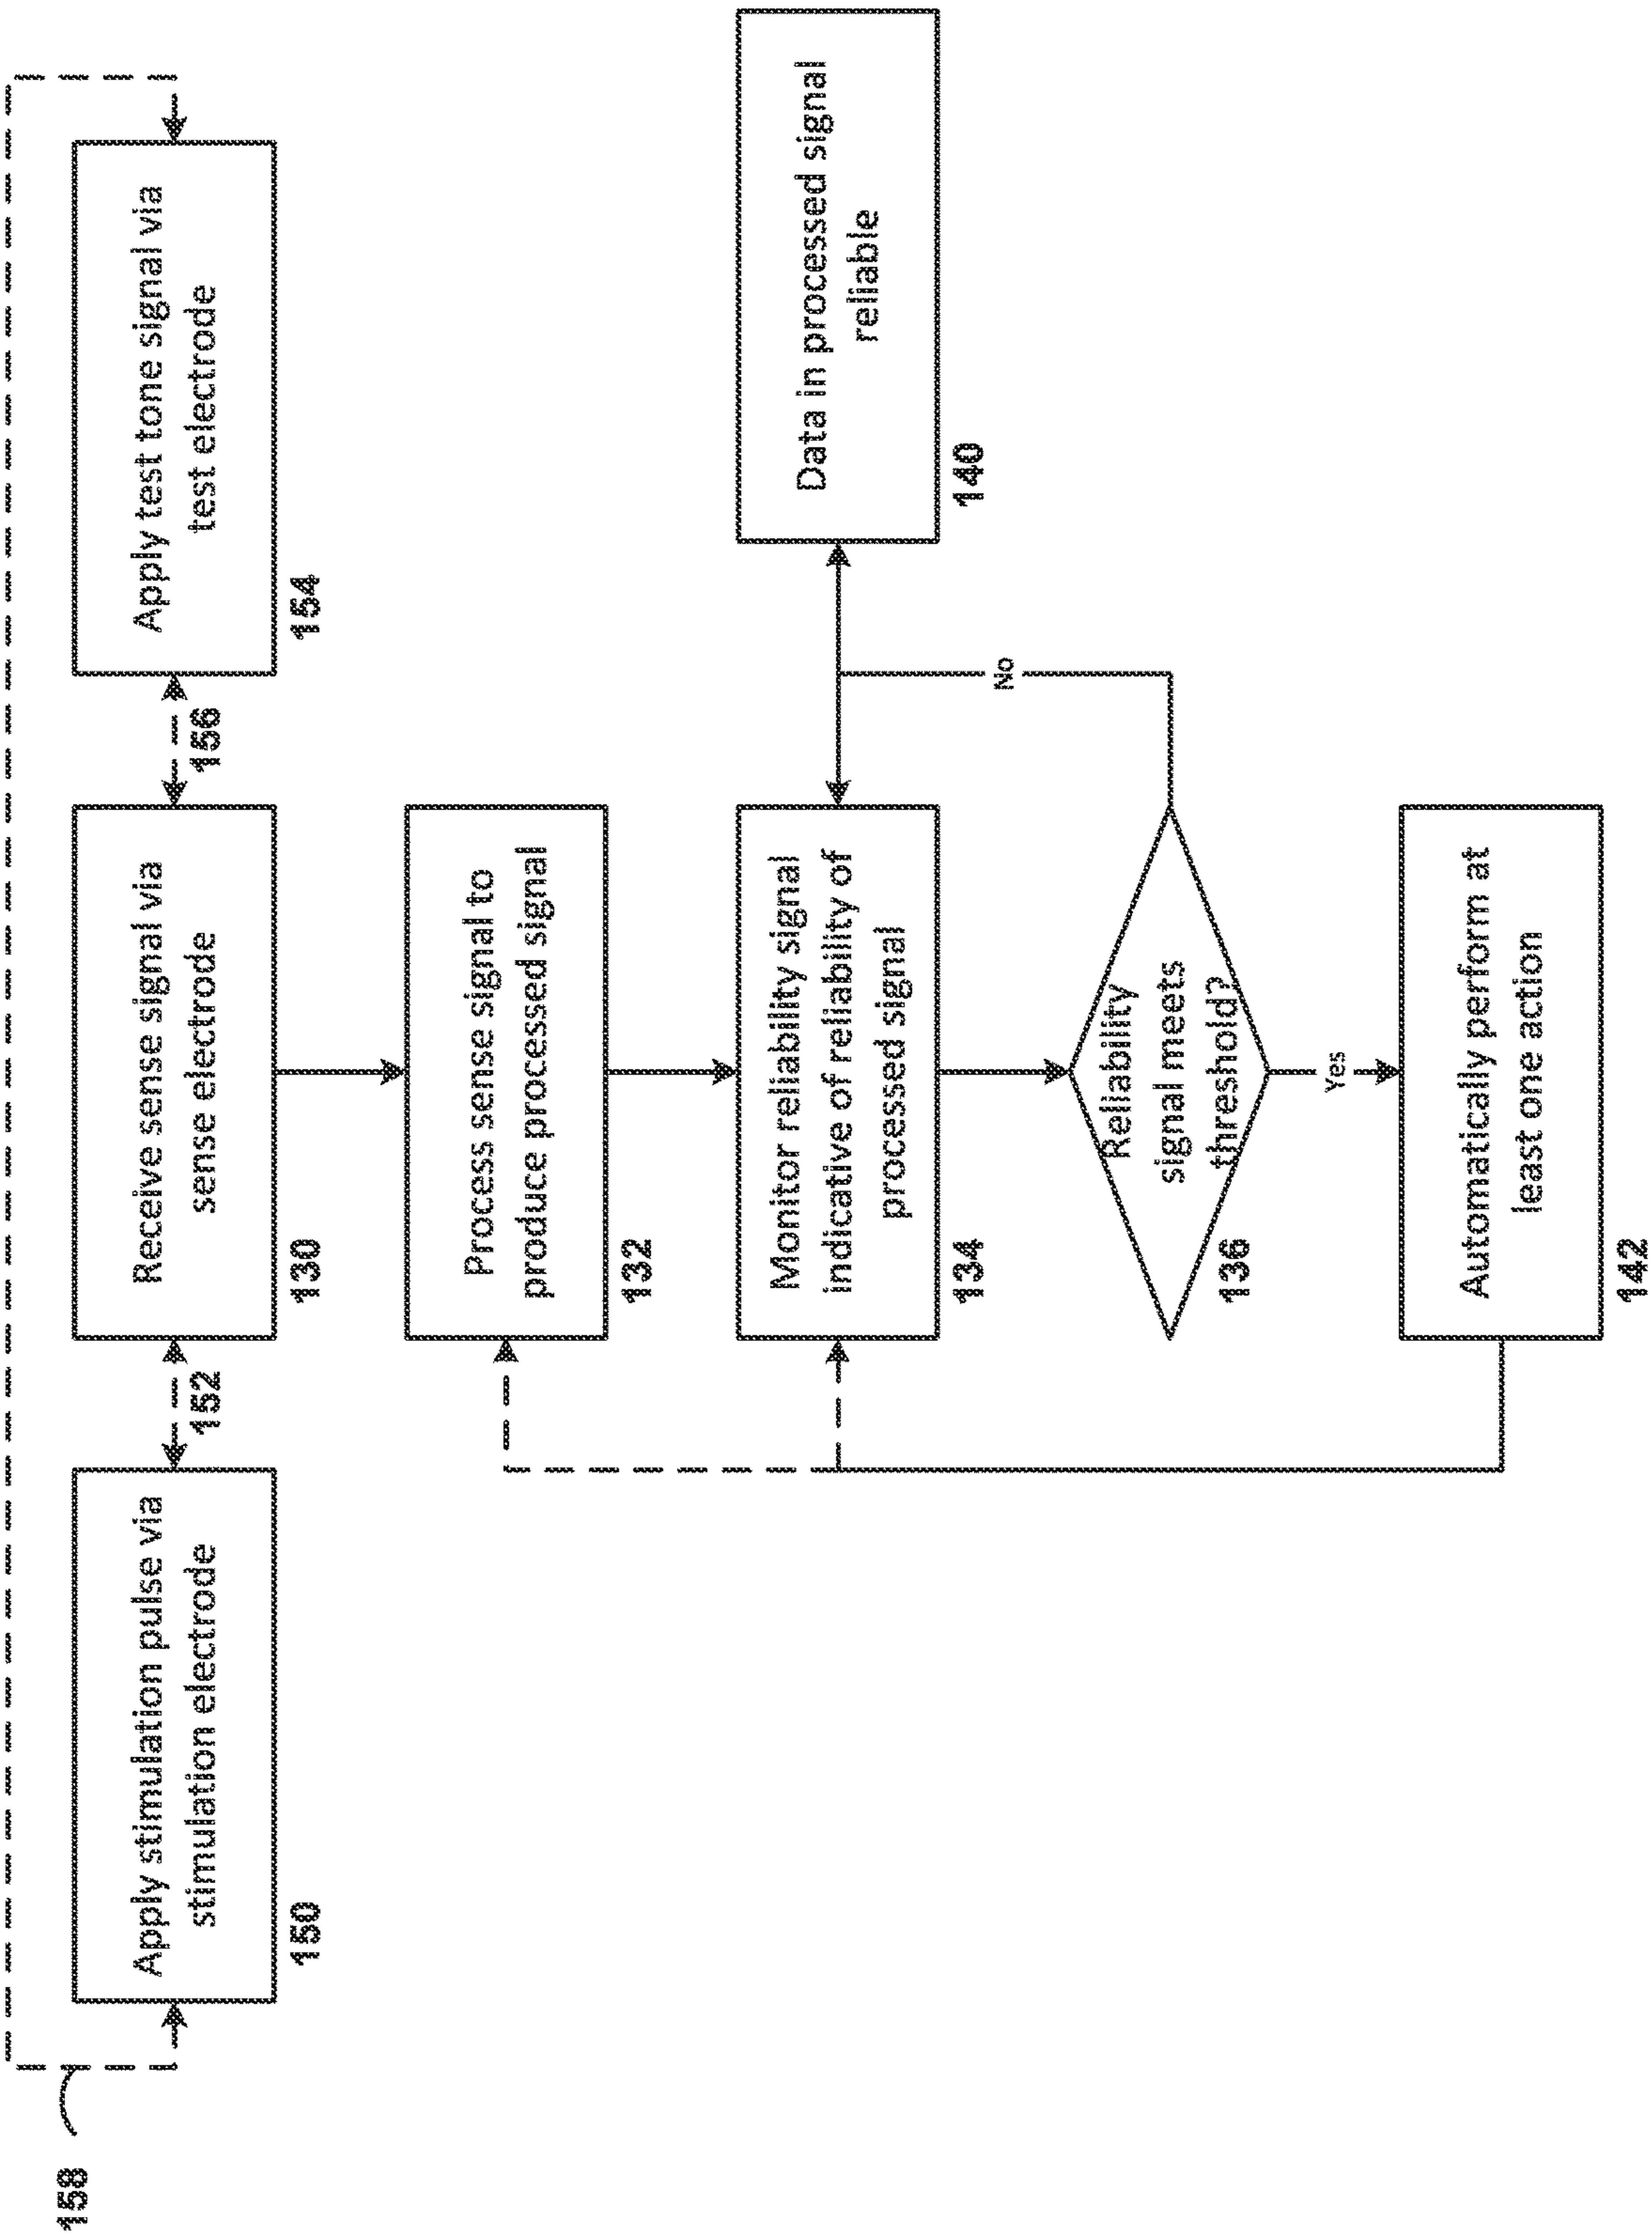 158
Apply stimulation pulse via
stimulation electrode
150
152
Receive sense signal via
sense electrode
130
156
Apply test tone signal via
test electrode
154
Process sense signal to
produce processed signal
132
Monitor reliability signal
indicative of reliability of
processed signal
134
Data in processed signal
reliable
140
No
Reliability
signal meets
threshold?
136
Yes
Automatically perform at
least one action
142